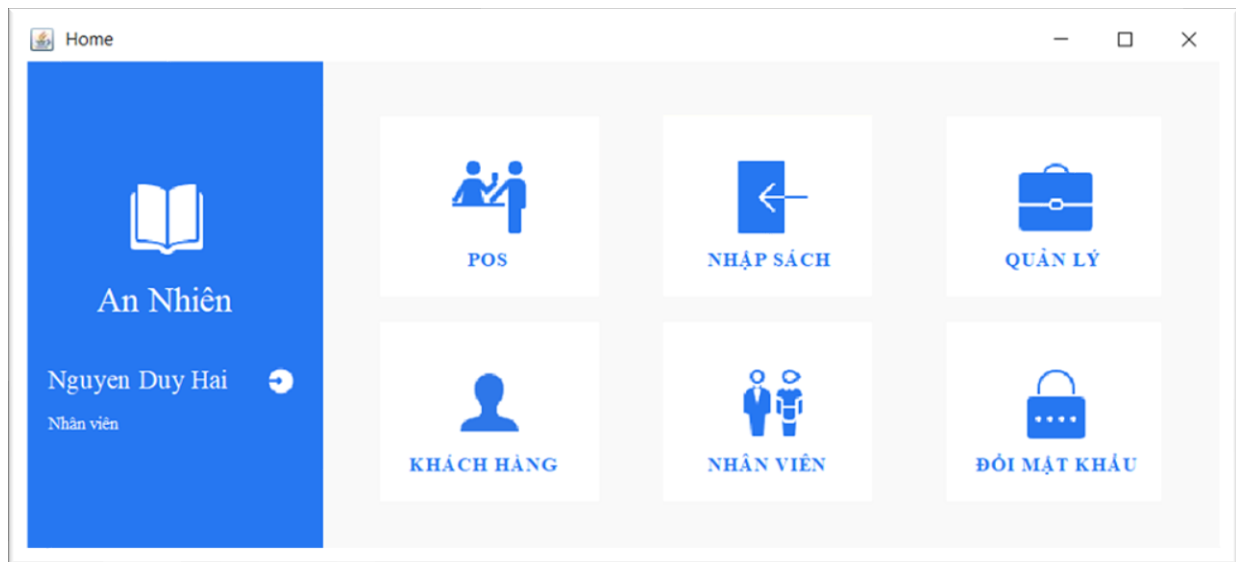 Home
An Nhiên
Nguyen Duy Hai
Nhân viên
POS
NHẬP SÁCH
QUẢN LÝ
KHÁCH HÀNG
NHÂN VIÊN
ĐỔI MẬT KHẨU